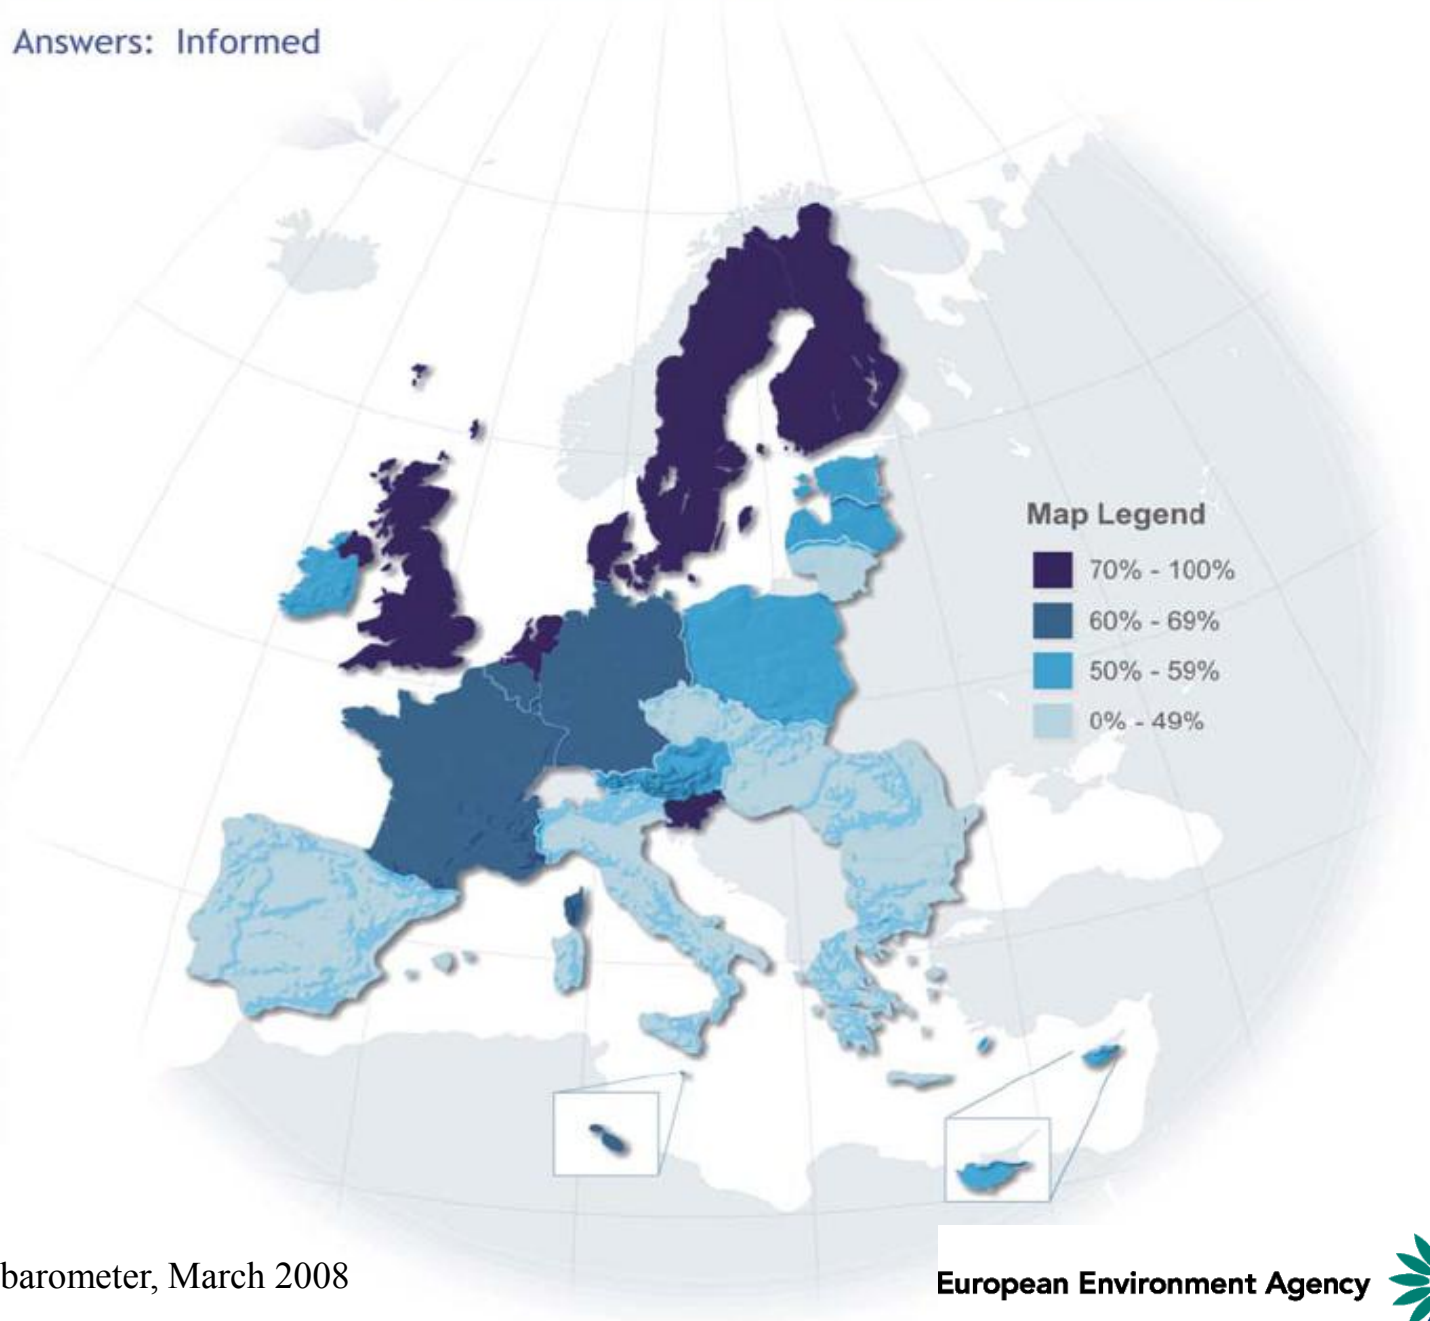 Answers: Informed
Map Legend
70% - 100%
60% - 69%
50% - 59%
0% - 49%
barometer, March 2008
European Environment Agency